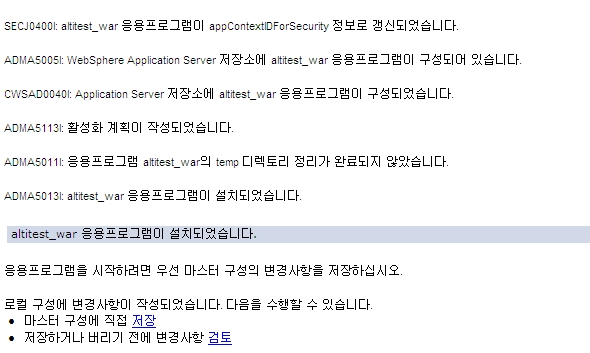 SECJ0400I: altitest_war 응용프로그램이 appContextIDForSecurity 정보로 갱신되었습니다.
ADMA5005I: WebSphere Application Server 저장소에 altitest_war 응용프로그램이 구성되어 있습니다.
CWSAD0040I: Application Server 저장소에 altitest_war 응용프로그램이 구성되었습니다.
ADMA5113I: 활성화 계획이 작성되었습니다.
ADMA5011I: 응용프로그램 altitest_war의 temp 디렉토리 정리가 완료되지 않았습니다.
ADMA5013I: altitest_war 응용프로그램이 설치되었습니다.
altitest_war 응용프로그램이 설치되었습니다.
응용프로그램을 시작하려면 우선 마스터 구성의 변경사항을 저장하십시오.
로컬 구성에 변경사항이 작성되었습니다. 다음을 수행할 수 있습니다.
• 마스터 구성에 직접 저장
• 저장하거나 버리기 전에 변경사항 검토